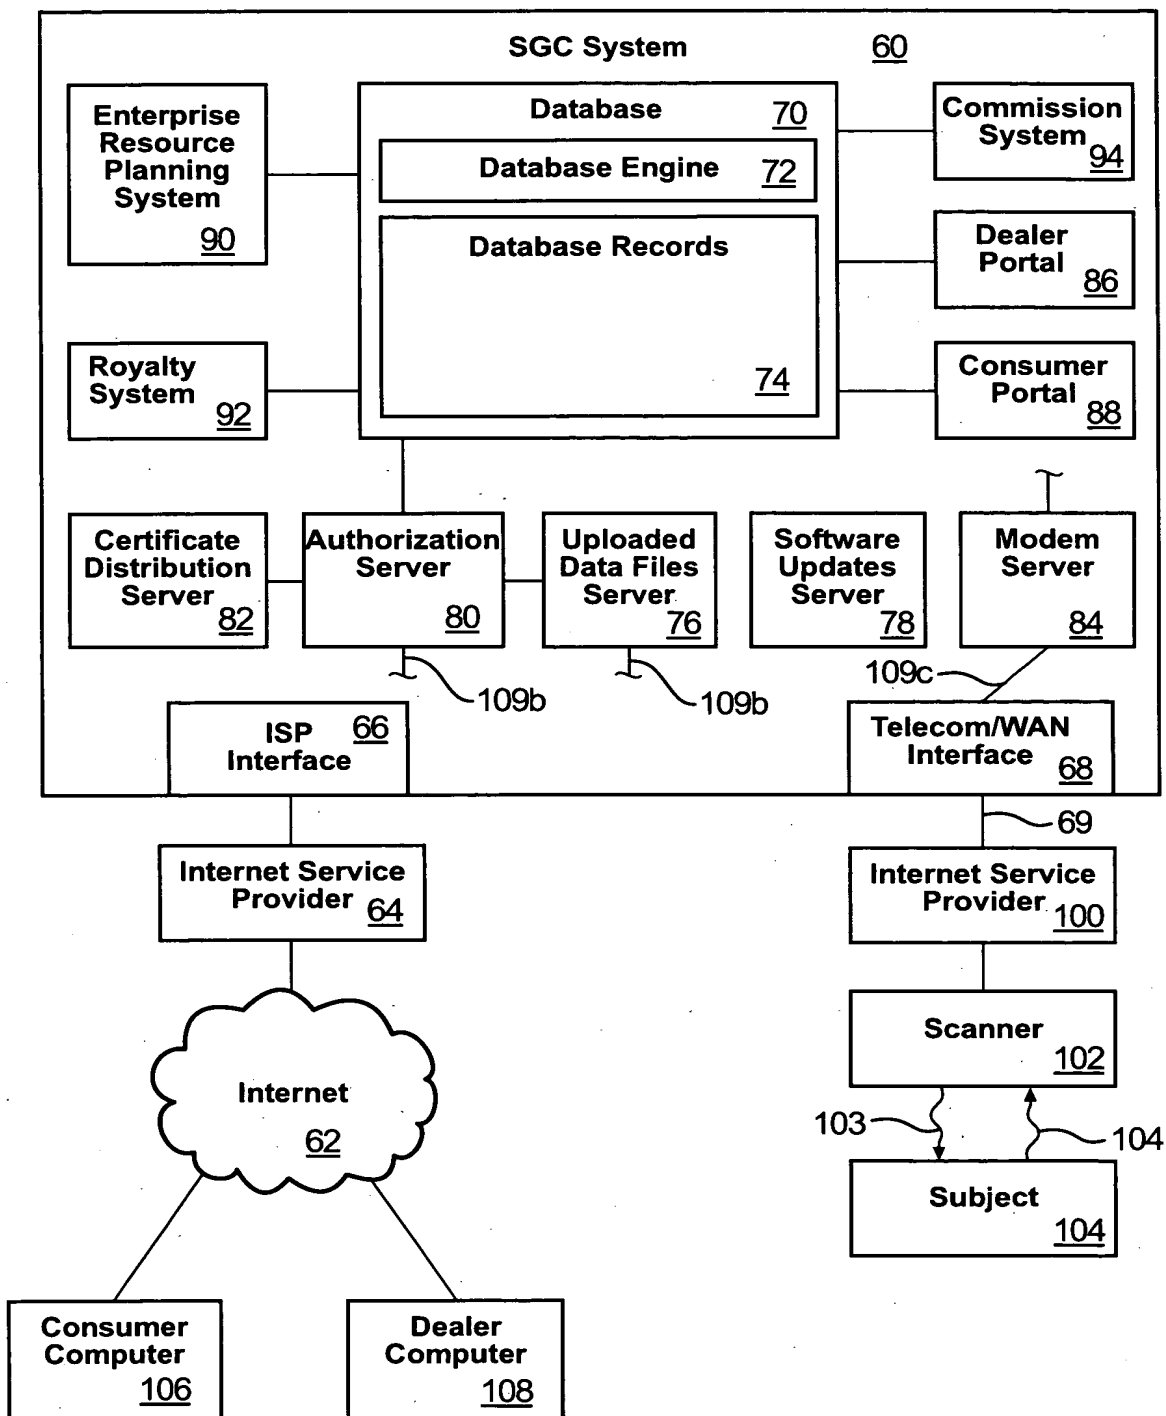 SGC System 60
Enterprise
Resource
Planning
System
90
Database 70
Database Engine 72
Database Records
74
Commission
System
94
Dealer
Portal
86
Royalty
System
92
Consumer
Portal
88
Certificate
Distribution
Server
82
Authorization
Server
80
Uploaded
Data Files
Server
76
Software
Updates
Server
78
Modem
Server
84
109b
109b
109c
ISP 66
Interface
Telecom/WAN
Interface
68
69
Internet Service
Provider 64
Internet Service
Provider 100
Scanner
102
Internet
62
103
104
Subject
104
Consumer
Computer
106
Dealer
Computer
108